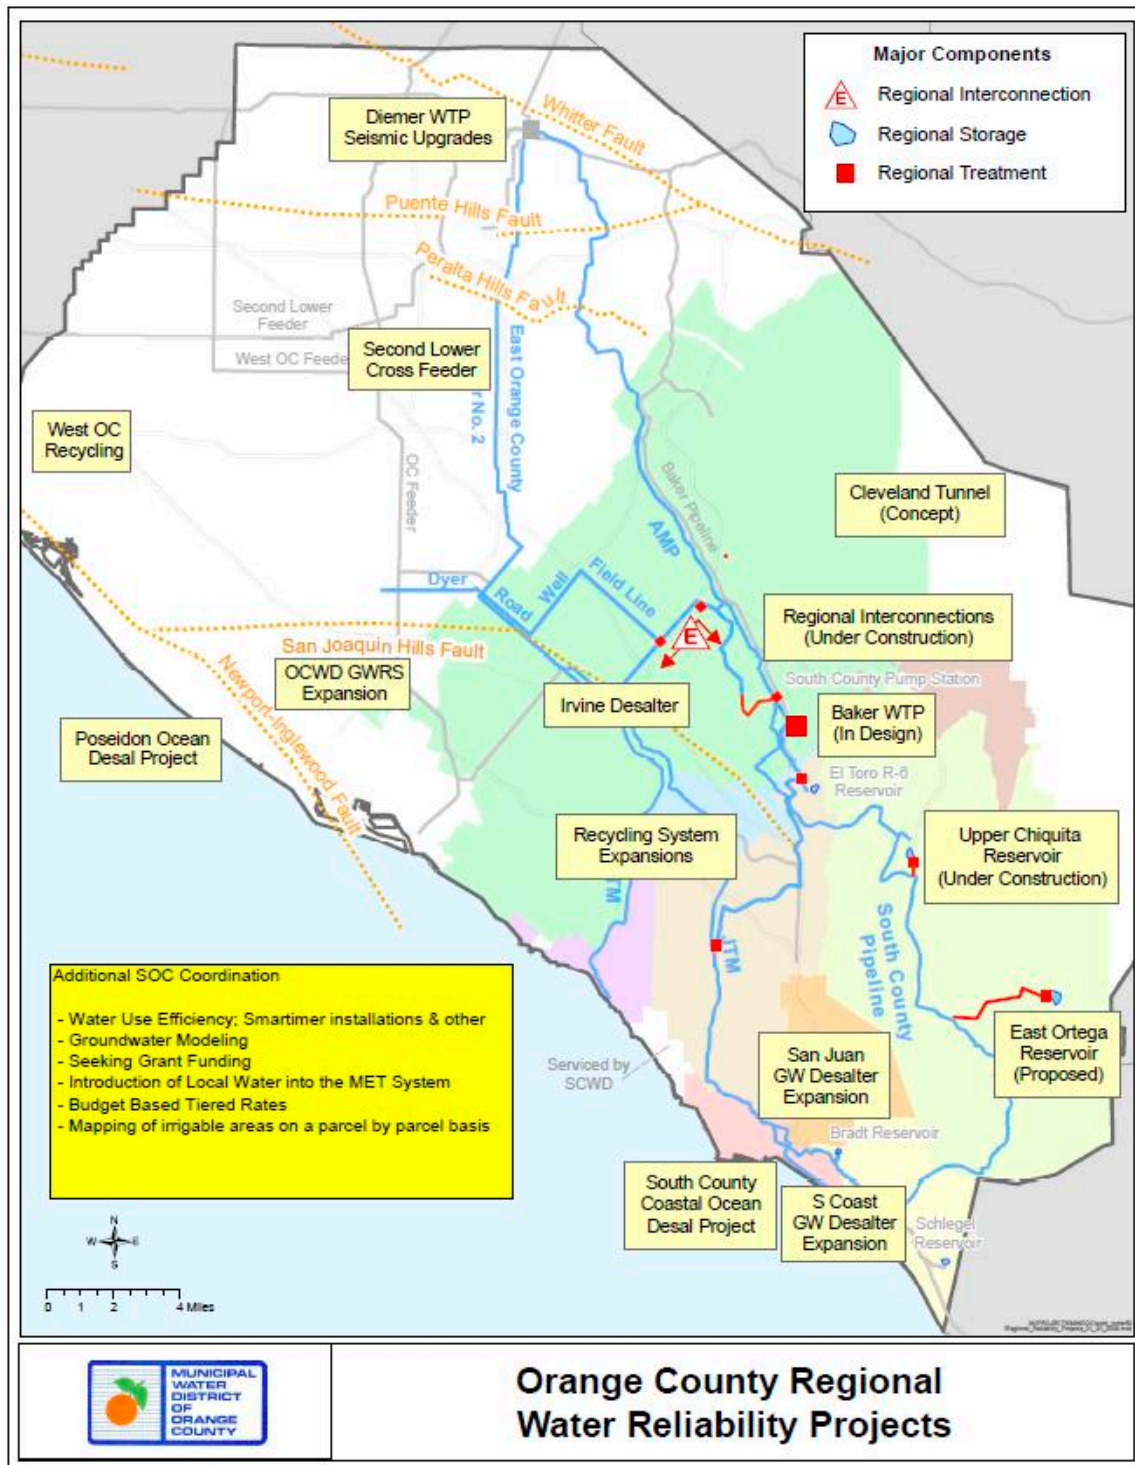 Major Components
E
Regional Interconnection
Regional Storage
Regional Treatment
Diemer WTP
Seismic Upgrades
Whitter Fault
Puente Hills Fault
Peralta Hills Fault
Second Lower
Feeder
West OC Feede
Second Lower
Cross Feeder
East Orange County
r No. 2
West OC
Recycling
OC Feeder
Baker Pipeline
AMP
Cleveland Tunnel
(Concept)
Dyer
Road
Well
Field Line
E
Regional Interconnections
(Under Construction)
San Joaquin Hills Fault
OCWD GWRS
Expansion
Newport-Inglewood Fault
South County Pump Station
Irvine Desalter
Baker WTP
(In Design)
Poseidon Ocean
Desal Project
El Toro R-6
Reservoir
Recycling System
Expansions
Upper Chiquita
Reservoir
(Under Construction)
TM
JTM
South County
Pipeline
Additional SOC Coordination
- Water Use Efficiency; Smartimer installations & other
- Groundwater Modeling
- Seeking Grant Funding
- Introduction of Local Water into the MET System
- Budget Based Tiered Rates
- Mapping of irrigable areas on a parcel by parcel basis
East Ortega
Reservoir
(Proposed)
San Juan
GW Desalter
Expansion
Serviced by
SCWD
Bradt Reservoir
South County
Coastal Ocean
Desal Project
S Coast
GW Desalter
Expansion
Schlegel
Reservoir
N
W E
S
0 1 2 4 Miles
MUNICIPAL
WATER
DISTRICT
OF
ORANGE
COUNTY
Orange County Regional
Water Reliability Projects